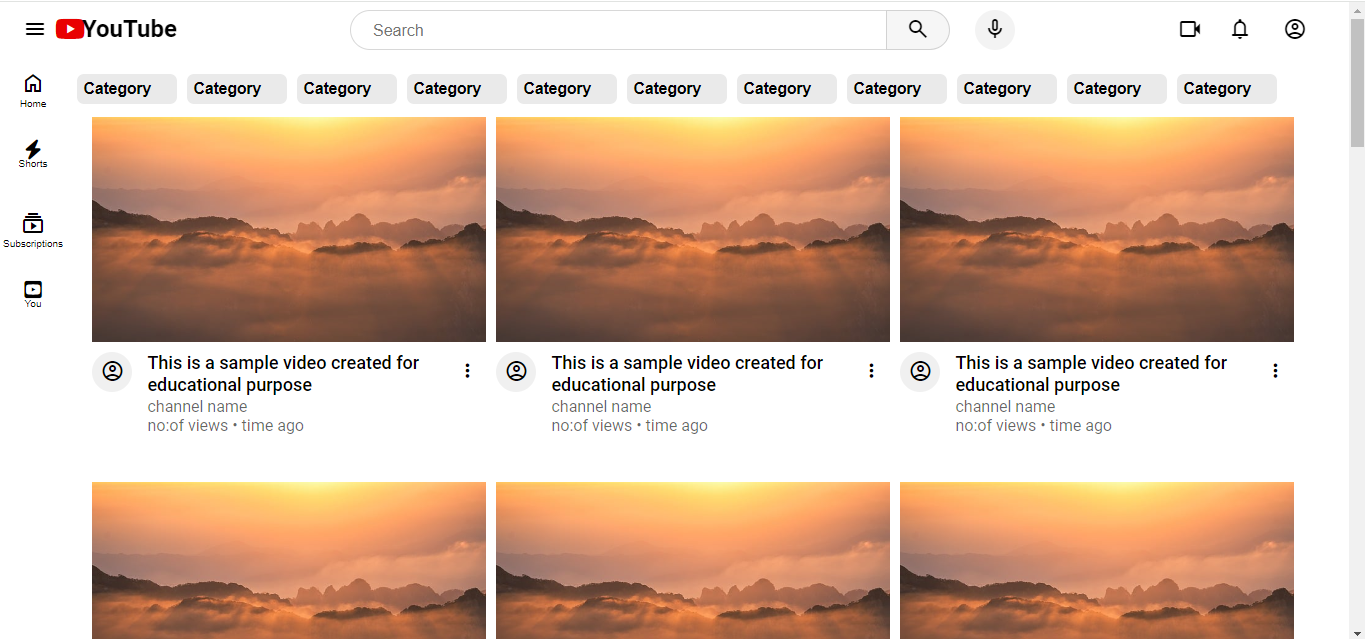 YouTube
Search
Home
Shorts
Subscriptions
You
Category Category Category Category Category Category Category Category Category Category Category
This is a sample video created for
educational purpose
channel name
no:of views • time ago
This is a sample video created for
educational purpose
channel name
no:of views • time ago
This is a sample video created for
educational purpose
channel name
no:of views • time ago